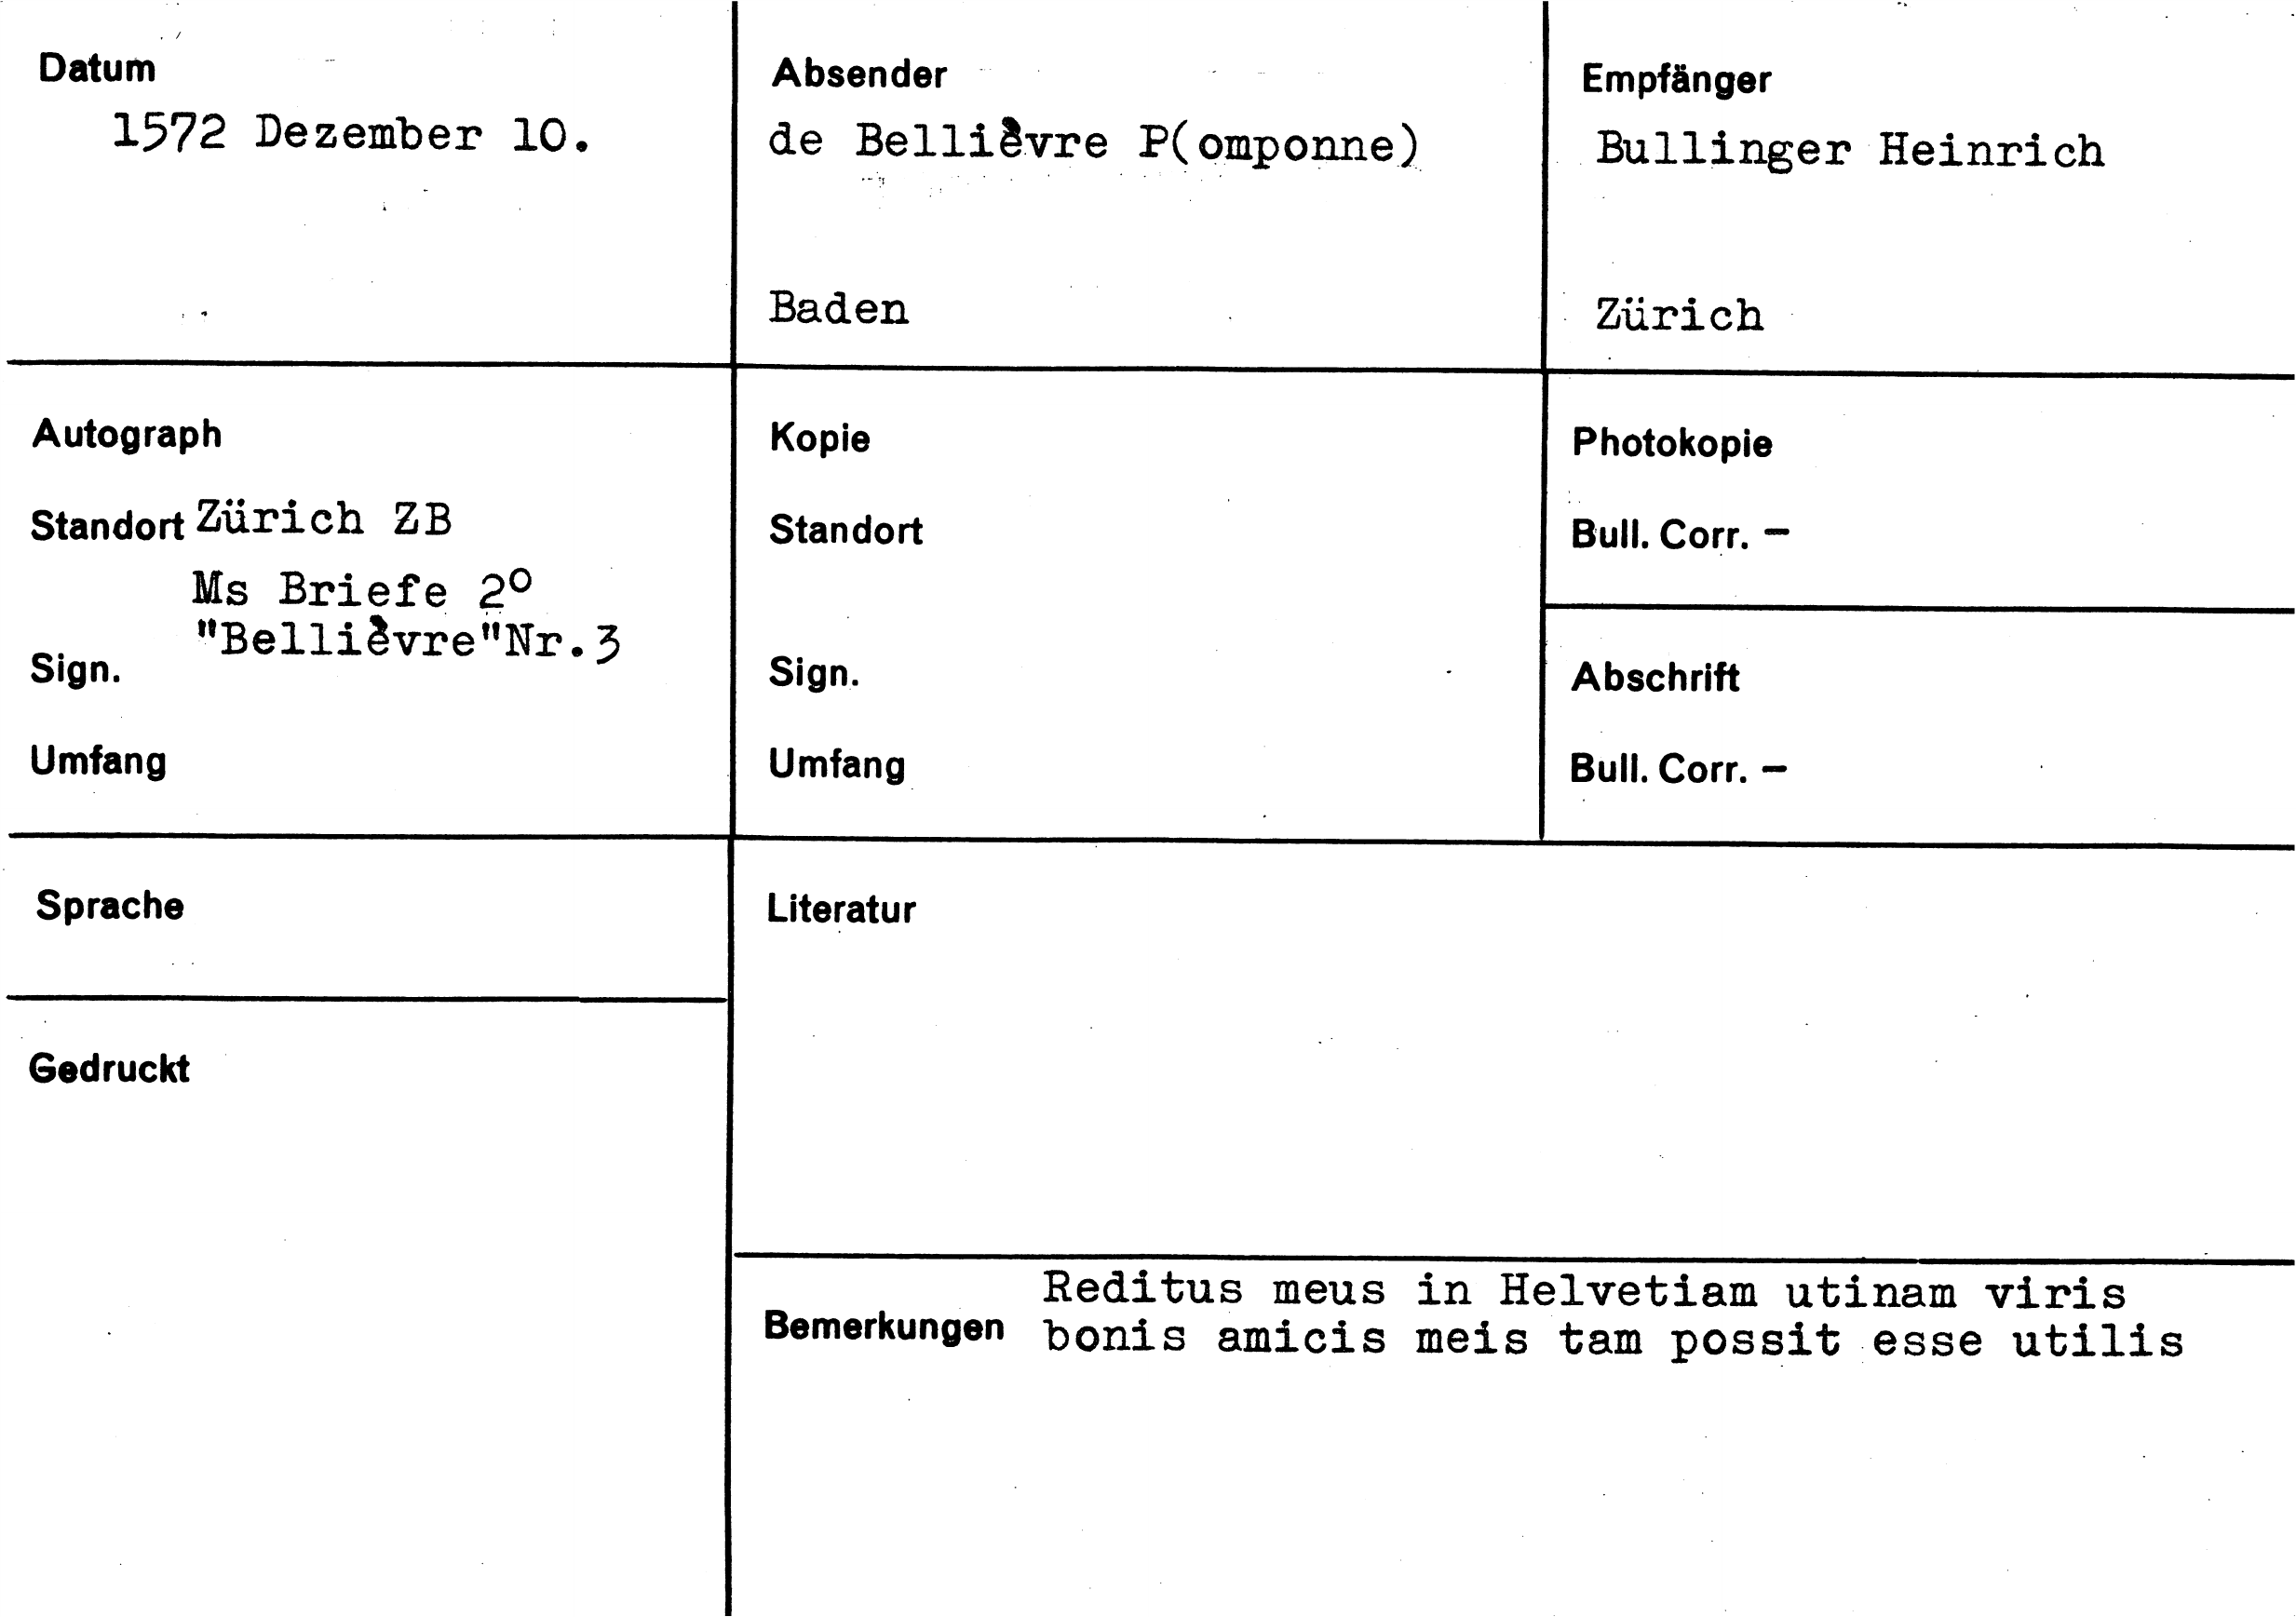 Datum
1572 Dezember 10.
Absender
de Bellièvre P(omponne)
Baden
Empfänger
Bullinger Heinrich
Zürich
Autograph
Standort Zürich ZB
Ms Briefe 2º
"Bellièvre"Nr.3
Sign.
Umfang
Kopie
Standort
Sign.
Umfang
Photokopie
Bull. Corr. –
Abschrift
Bull. Corr. –
Sprache
Gedruckt
Literatur
Bemerkungen
Reditus meus in Helvetiam utinam viris
bonis amicis meis tam possit esse utilis